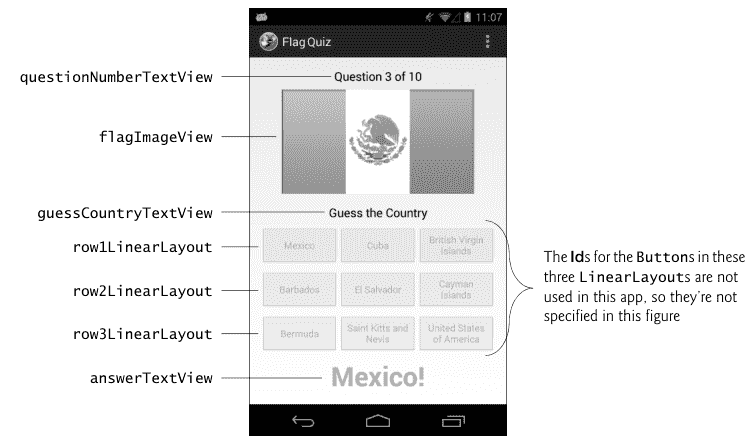 11:07
Flag Quiz
questionNumberTextView
Question 3 of 10
flagImageView
guessCountryTextView
Guess the Country
row1LinearLayout
Mexico
Cuba
British Virgin
Islands
row2LinearLayout
Barbados
El Salvador
Cayman
Islands
row3LinearLayout
Bermuda
Saint Kitts and
Nevis
United States
of America
The Ids for the Buttons in these
three LinearLayouts are not
used in this app, so they're not
specified in this figure
answerTextView
Mexico!